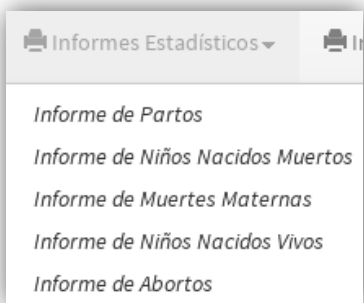 Informes Estadísticos
Informe de Partos
Informe de Niños Nacidos Muertos
Informe de Muertes Maternas
Informe de Niños Nacidos Vivos
Informe de Abortos